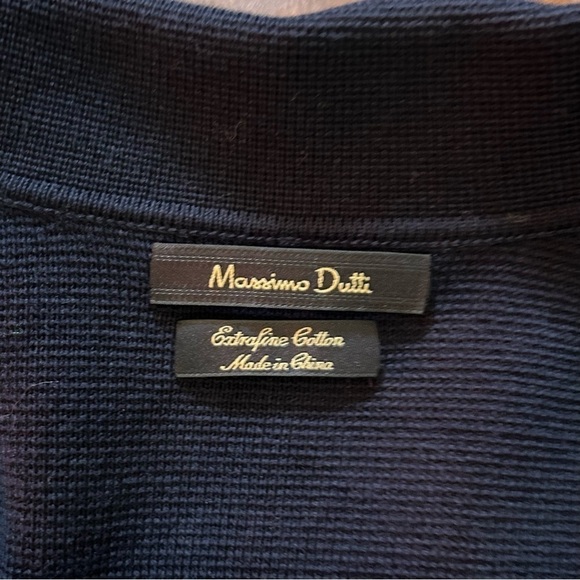 Massimo Dutti
Extrafine Cotton
Made in China